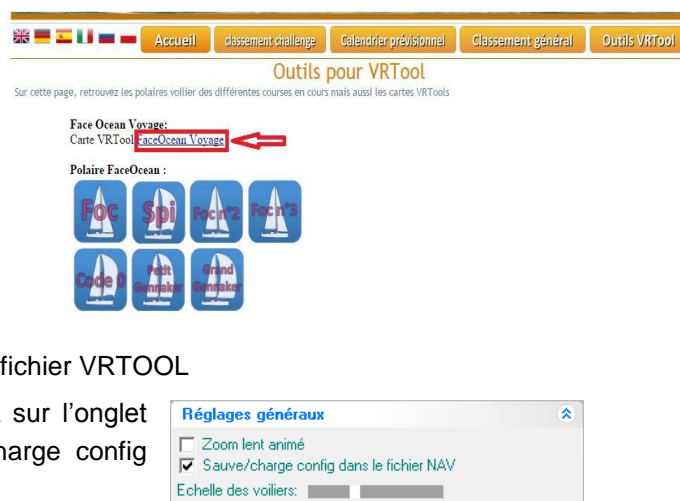 Accueil
classement challenge
Calendrier prévisionnel
Classement général
Outils VRTool
Outils pour VRTool
Sur cette page, retrouvez les polaires voilier des différentes courses en cours mais aussi les cartes VRTools
Face Ocean Voyage:
Carte VRTool FaceOcean Voyage
Polaire FaceOcean :
Foc
Spi
Foc n°2
Foc n°3
Code 0
Petit
Gennaker
Grand
Gennaker
fichier VRTOOL
sur l'onglet
harge config
Réglages généraux
Zoom lent animé
Sauve/charge config dans le fichier NAV
Echelle des voiliers: